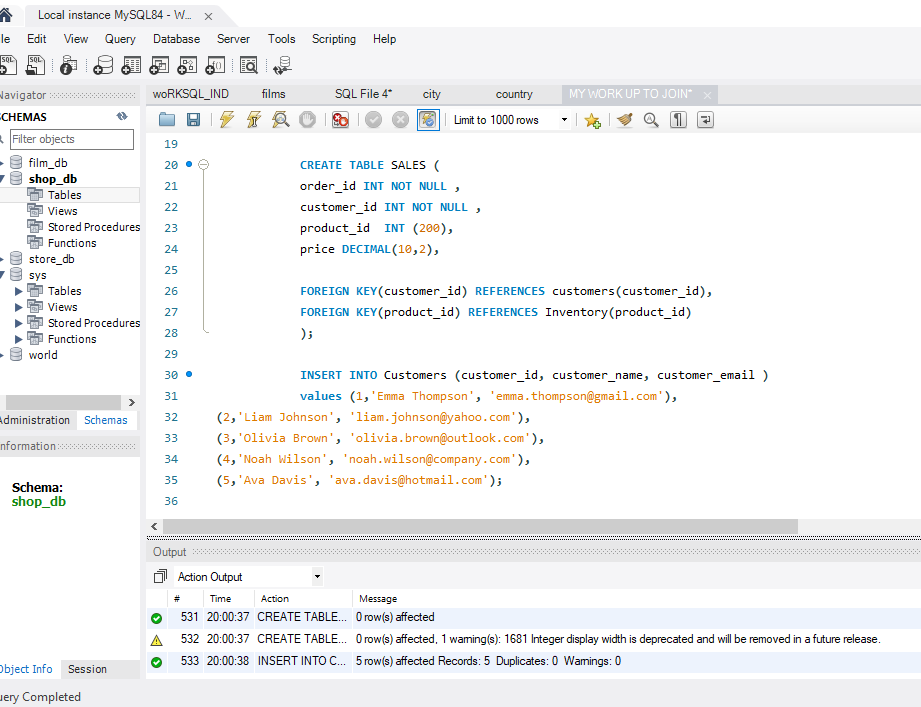 Local instance MySQL84 - W...
le Edit View Query Database Server Tools Scripting Help
Navigator
SCHEMAS
Filter objects
film_db
shop_db
Tables
Views
Stored Procedures
Functions
store_db
sys
Tables
Views
Stored Procedures
Functions
world
Administration Schemas
nformation
Schema:
shop_db
Object Info Session
uery Completed
woRKSQL_IND films SQL File 4* city country MY WORK UP TO JOIN*
Limit to 1000 rows
19
20 CREATE TABLE SALES (
21 order_id INT NOT NULL ,
22 customer_id INT NOT NULL ,
23 product_id  INT (200),
24 price DECIMAL(10,2),
25
26 FOREIGN KEY(customer_id) REFERENCES customers(customer_id),
27 FOREIGN KEY(product_id) REFERENCES Inventory(product_id)
28 );
29
30 INSERT INTO Customers (customer_id, customer_name, customer_email )
31 values (1,'Emma Thompson', 'emma.thompson@gmail.com'),
32 (2,'Liam Johnson', 'liam.johnson@yahoo.com'),
33 (3,'Olivia Brown', 'olivia.brown@outlook.com'),
34 (4,'Noah Wilson', 'noah.wilson@company.com'),
35 (5,'Ava Davis', 'ava.davis@hotmail.com');
36
Output
Action Output
# Time Action Message
531 20:00:37 CREATE TABLE... 0 row(s) affected
532 20:00:37 CREATE TABLE... 0 row(s) affected, 1 warning(s): 1681 Integer display width is deprecated and will be removed in a future release.
533 20:00:38 INSERT INTO C... 5 row(s) affected Records: 5  Duplicates: 0  Warnings: 0